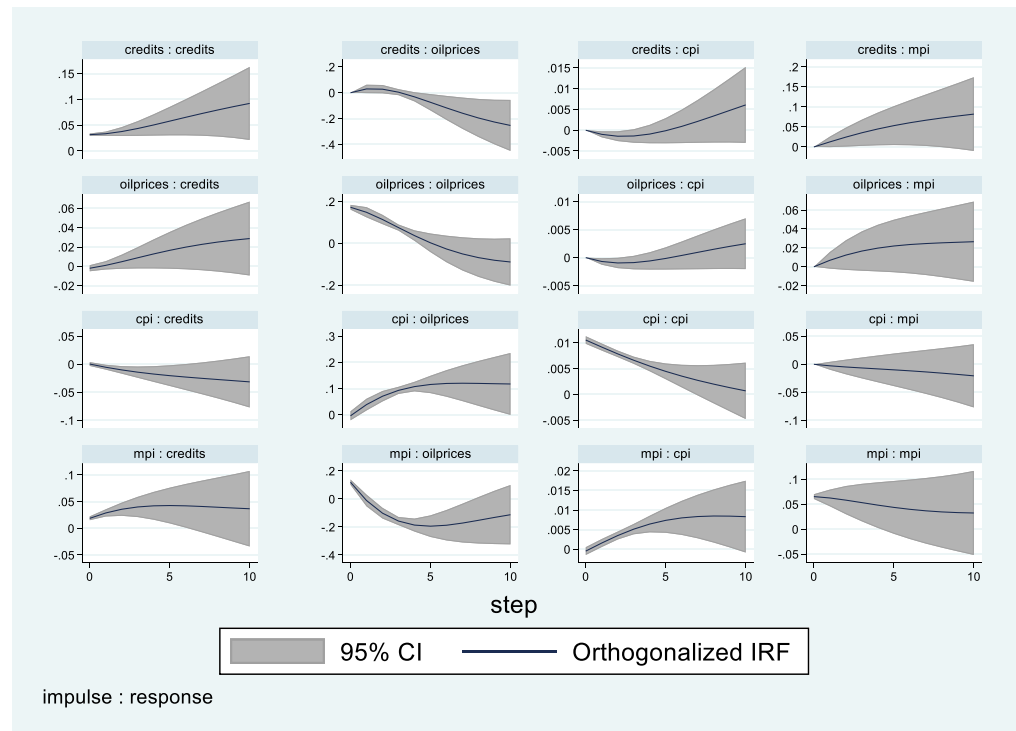 credits : credits
credits : oilprices
credits : cpi
credits : mpi
.15
.1
.05
0
.2
0
-.2
-.4
.015
.01
.005
0
-.005
.2
.15
.1
.05
0
oilprices : credits
oilprices : oilprices
oilprices : cpi
oilprices : mpi
.06
.04
.02
0
-.02
.2
0
-.2
.01
.005
0
-.005
.06
.04
.02
0
-.02
cpi : credits
cpi : oilprices
cpi : cpi
cpi : mpi
.05
0
-.05
-.1
.3
.2
.1
0
.01
.005
0
-.005
.05
0
-.05
-.1
mpi : credits
mpi : oilprices
mpi : cpi
mpi : mpi
.1
.05
0
-.05
.2
0
-.2
-.4
.02
.015
.01
.005
0
.1
.05
0
-.05
0 5 10
0 5 10
0 5 10
0 5 10
step
95% CI
Orthogonalized IRF
impulse : response